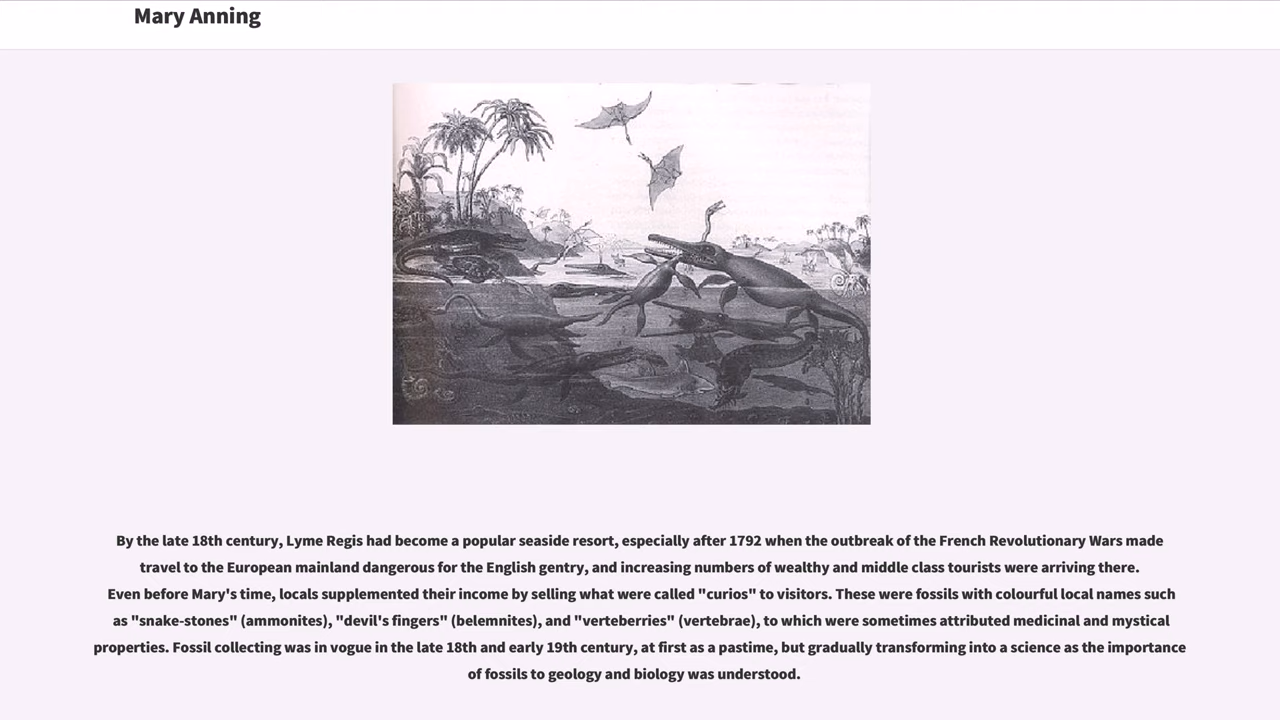 Mary Anning
By the late 18th century, Lyme Regis had become a popular seaside resort, especially after 1792 when the outbreak of the French Revolutionary Wars made
travel to the European mainland dangerous for the English gentry, and increasing numbers of wealthy and middle class tourists were arriving there.
Even before Mary's time, locals supplemented their income by selling what were called "curios" to visitors. These were fossils with colourful local names such
as "snake-stones" (ammonites), "devil's fingers" (belemnites), and "verteberries" (vertebrae), to which were sometimes attributed medicinal and mystical
properties. Fossil collecting was in vogue in the late 18th and early 19th century, at first as a pastime, but gradually transforming into a science as the importance
of fossils to geology and biology was understood.